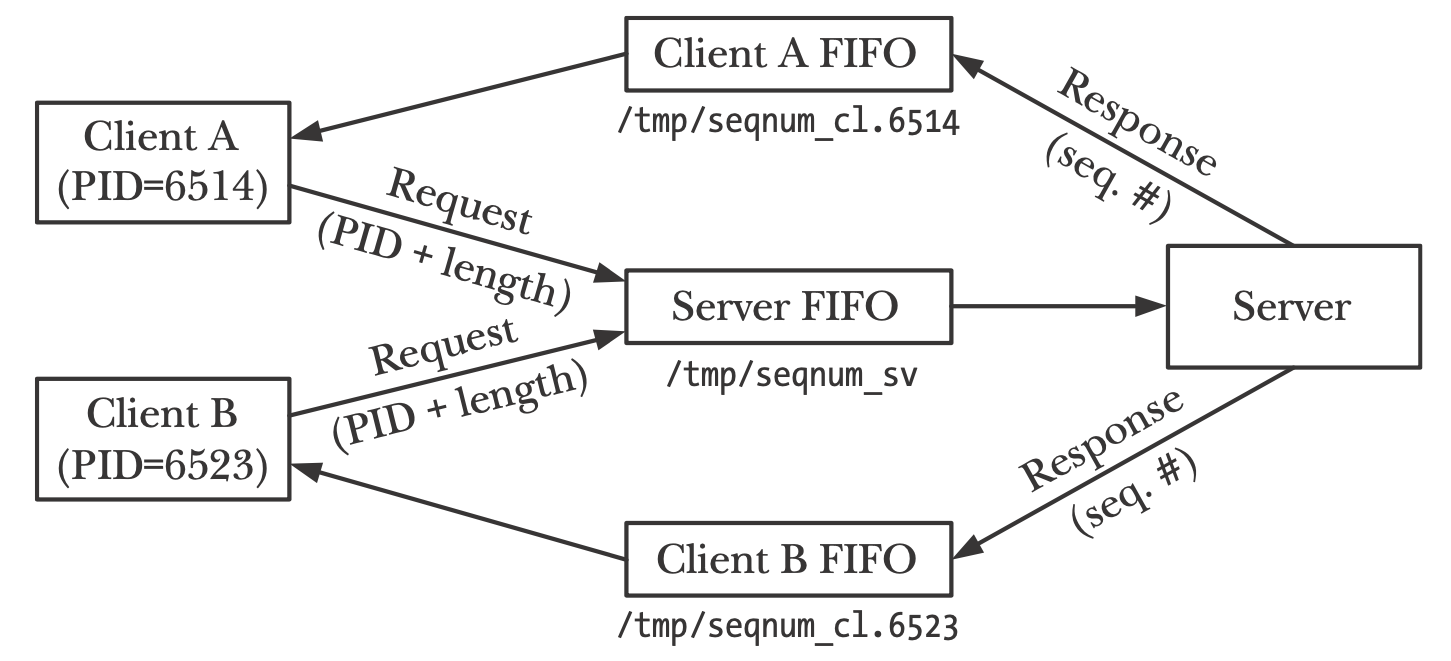 Client A FIFO
/tmp/seqnum_cl.6514
Response
(seq. #)
Client A
(PID=6514)
Request
(PID + length)
Server FIFO
/tmp/seqnum_sv
Server
Request
(PID + length)
Client B
(PID=6523)
Response
(seq. #)
Client B FIFO
/tmp/seqnum_cl.6523